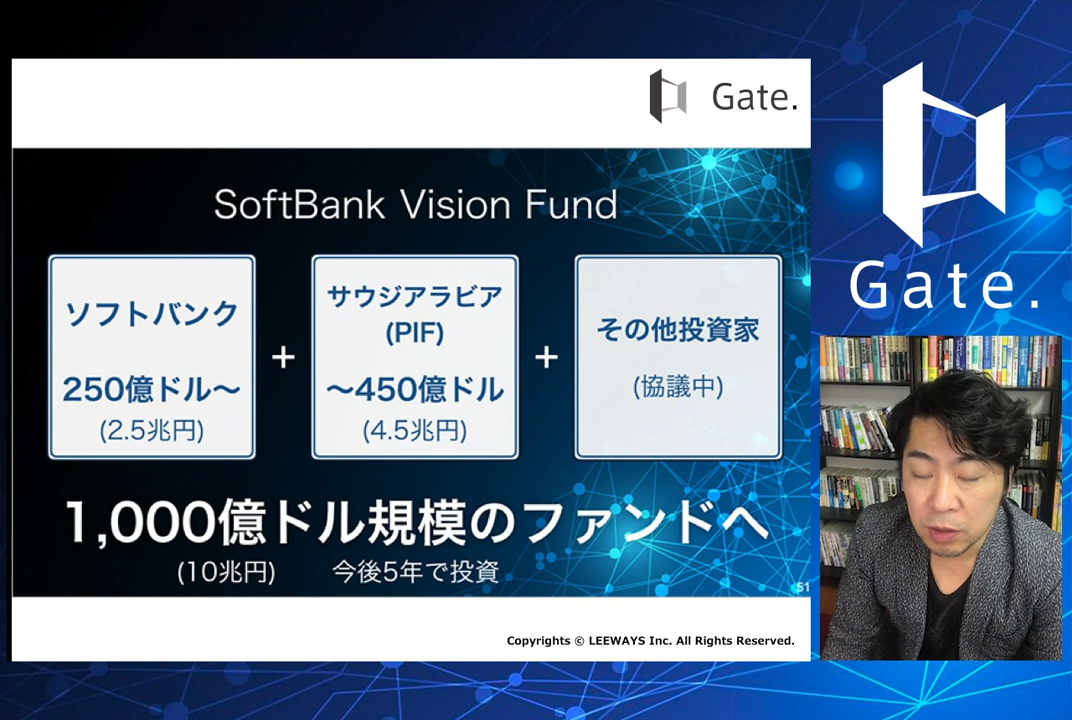 Gate.
SoftBank Vision Fund
ソフトバンク
250億ドル～
(2.5兆円)
+
サウジアラビア
(PIF)
～450億ドル
(4.5兆円)
+
その他投資家
(協議中)
1,000億ドル規模のファンドへ
(10兆円) 今後5年で投資
51
Copyrights © LEEWAYS Inc. All Rights Reserved.
Gate.